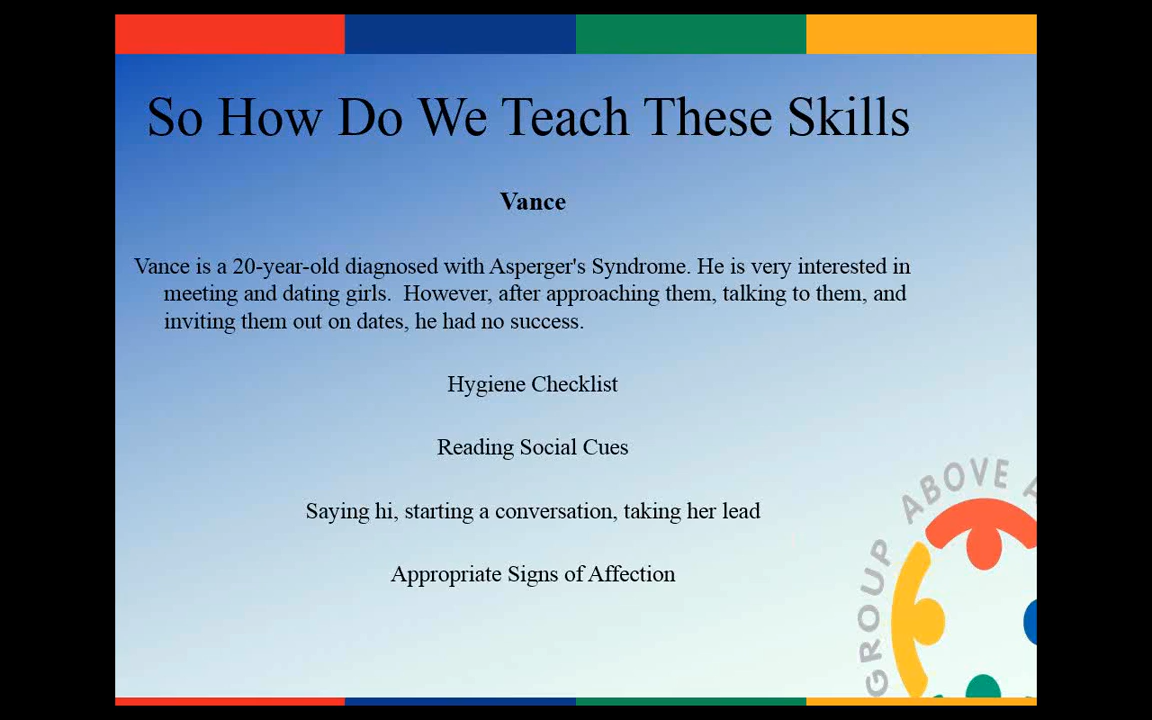 So How Do We Teach These Skills
Vance
Vance is a 20-year-old diagnosed with Asperger's Syndrome. He is very interested in
meeting and dating girls.  However, after approaching them, talking to them, and
inviting them out on dates, he had no success.
Hygiene Checklist
Reading Social Cues
Saying hi, starting a conversation, taking her lead
Appropriate Signs of Affection
GROUP ABOVE A